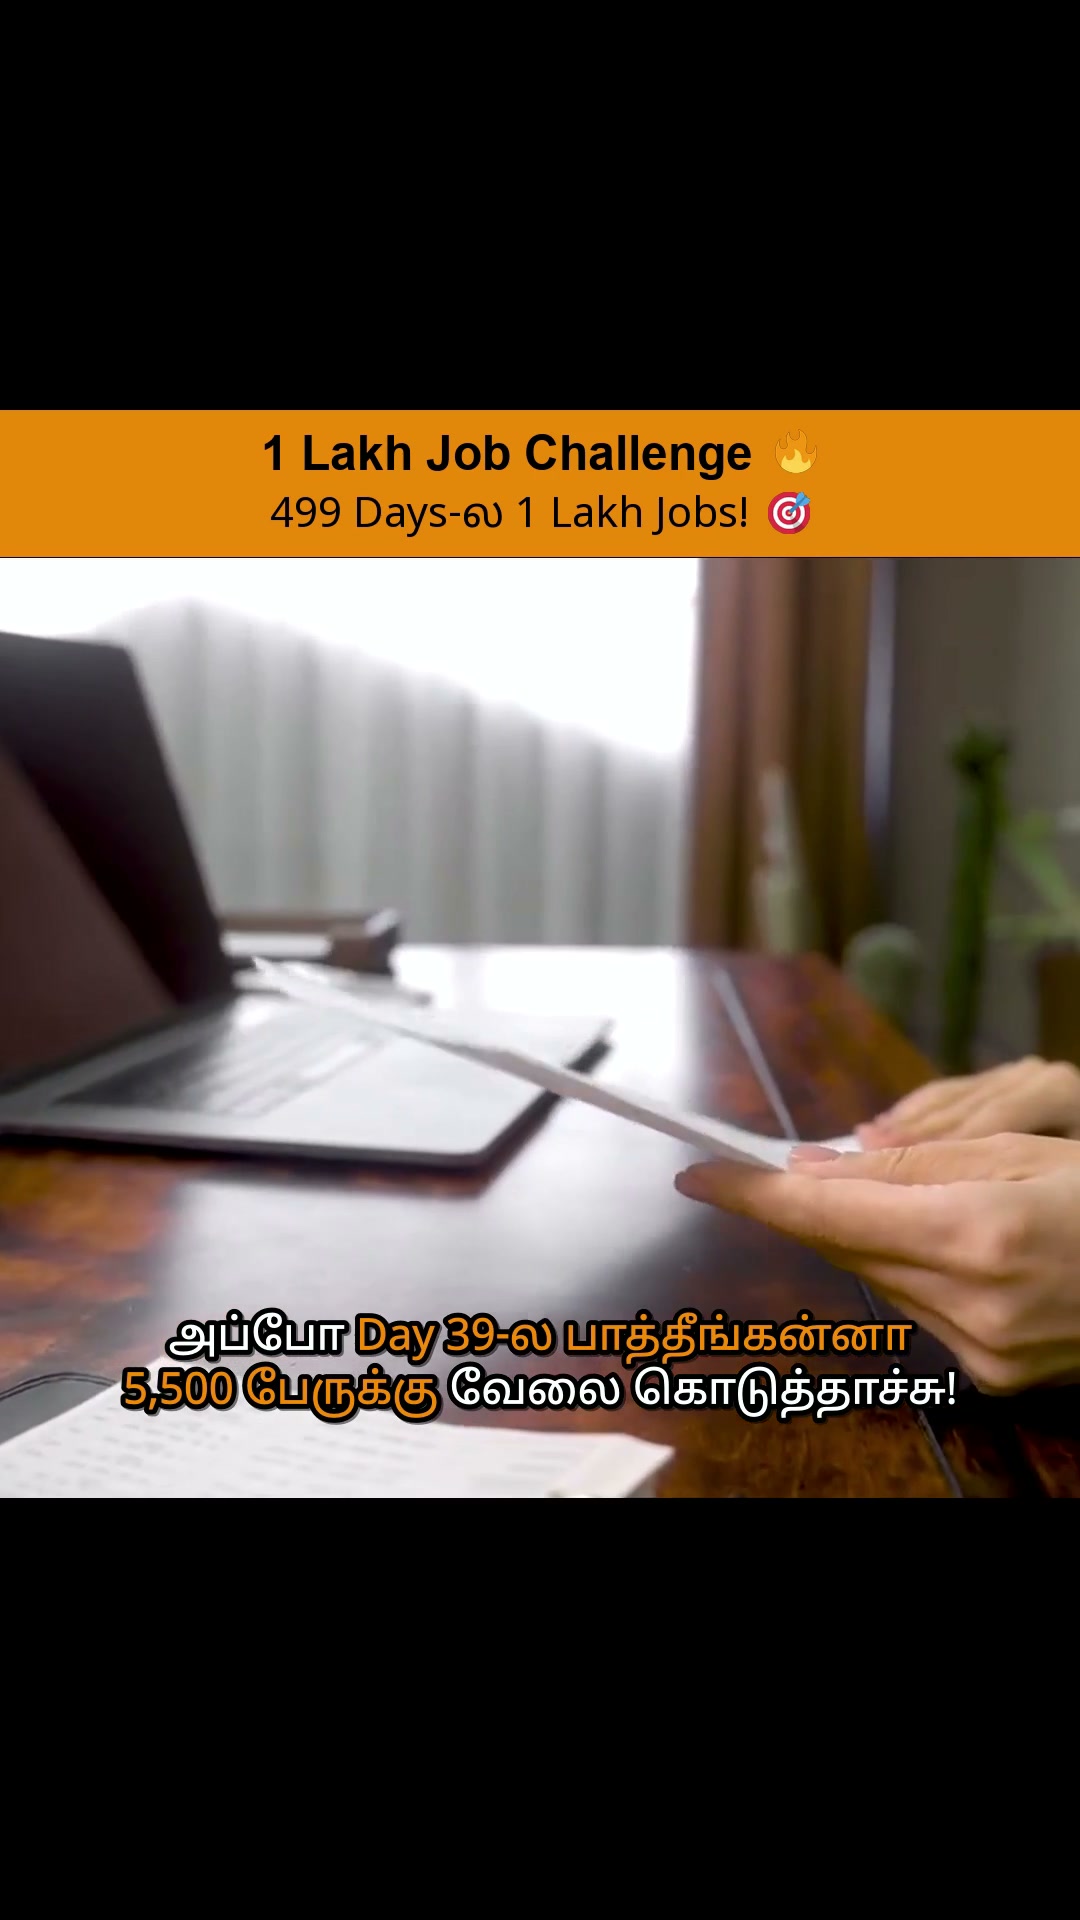 1 Lakh Job Challenge 🔥
499 Days-ல 1 Lakh Jobs! 🎯
அப்போ Day 39-ல பாத்தீங்கன்னா
5,500 பேருக்கு வேலை கொடுத்தாச்சு!